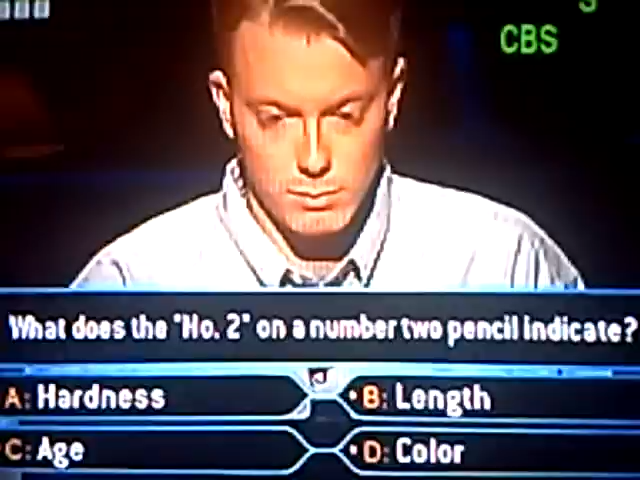 CBS
What does the "No. 2" on a number two pencil indicate?
A: Hardness
B: Length
C: Age
D: Color